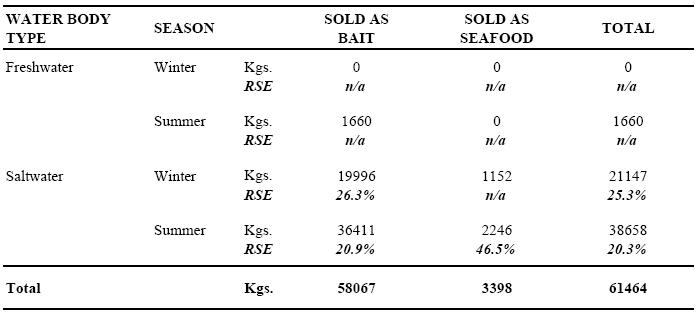 WATER BODY TYPE SEASON SOLD AS BAIT SOLD AS SEAFOOD TOTAL
Freshwater Winter Kgs. 0 0 0
RSE n/a n/a n/a
Summer Kgs. 1660 0 1660
RSE n/a n/a n/a
Saltwater Winter Kgs. 19996 1152 21147
RSE 26.3% n/a 25.3%
Summer Kgs. 36411 2246 38658
RSE 20.9% 46.5% 20.3%
Total Kgs. 58067 3398 61464